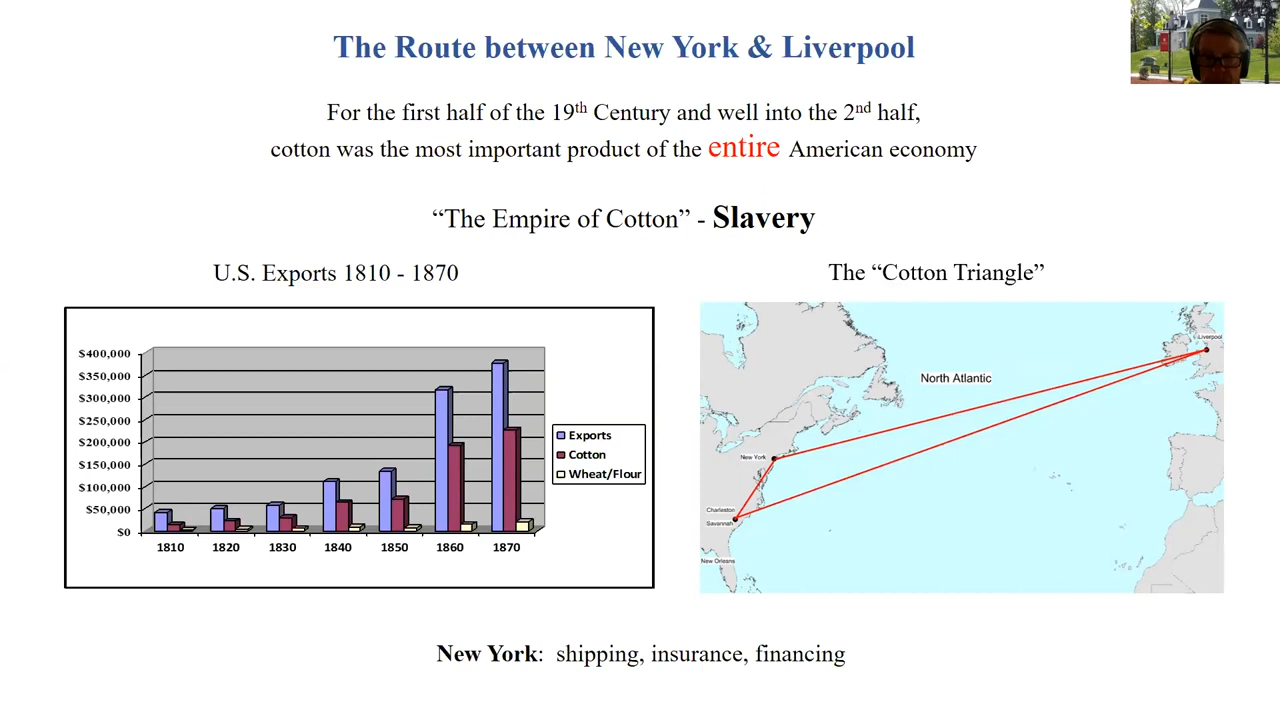 The Route between New York & Liverpool
For the first half of the 19th Century and well into the 2nd half,
cotton was the most important product of the entire American economy
“The Empire of Cotton” - Slavery
U.S. Exports 1810 - 1870
The “Cotton Triangle”
$400,000
$350,000
$300,000
$250,000
$200,000
$150,000
$100,000
$50,000
$0
1810 1820 1830 1840 1850 1860 1870
Exports
Cotton
Wheat/Flour
Liverpool
North Atlantic
New York
Charleston
Savannah
New Orleans
New York: shipping, insurance, financing